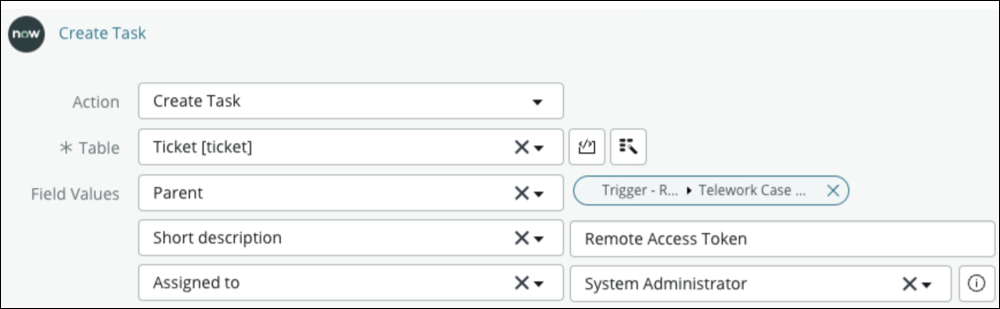 now Create Task
Action Create Task
✳ Table Ticket [ticket]
Field Values Parent Trigger - R... ▸ Telework Case ...
Short description Remote Access Token
Assigned to System Administrator